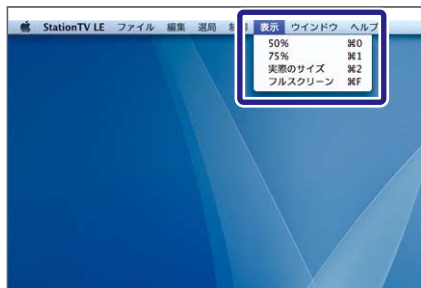 StationTV LE ファイル 編集 選局 制御 表示 ウインドウ ヘルプ
50% ⌘0
75% ⌘1
実際のサイズ ⌘2
フルスクリーン ⌘F